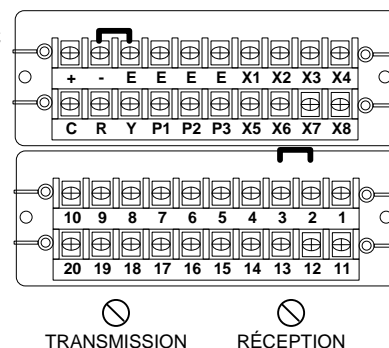 + - E E E E X1 X2 X3 X4
C R Y P1 P2 P3 X5 X6 X7 X8
10 9 8 7 6 5 4 3 2 1
20 19 18 17 16 15 14 13 12 11
TRANSMISSION RÉCEPTION